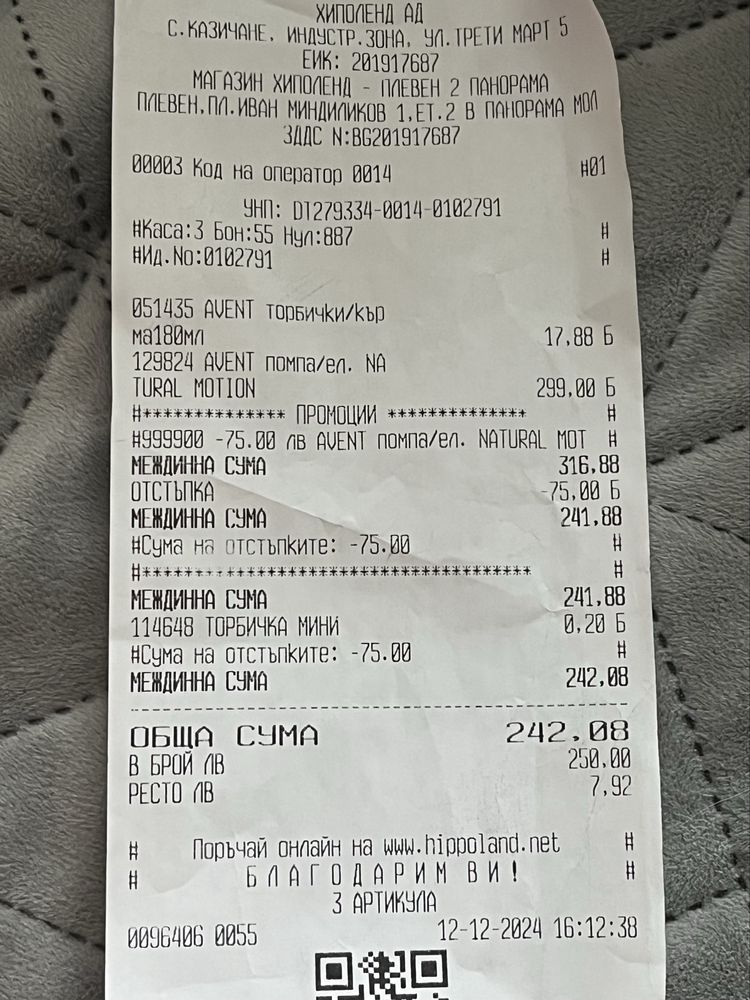 ХИПОЛЕНД АД
С.КАЗИЧАНЕ, ИНДУСТР.ЗОНА, УЛ.ТРЕТИ МАРТ 5
ЕИК: 201917687
МАГАЗИН ХИПОЛЕНД - ПЛЕВЕН 2 ПАНОРАМА
ПЛЕВЕН,ПЛ.ИВАН МИНДИЛИКОВ 1,ЕТ.2 В ПАНОРАМА МОЛ
ЗДДС N:BG201917687
00003 Код на оператор 0014 #01
УНП: DT279334-0014-0102791
#Каса:3 Бон:55 Нул:887 #
#Ид.No:0102791 #
051435 AVENT торбички/кър
ма180мл 17,88 Б
129824 AVENT помпа/ел. NA
TURAL MOTION 299,00 Б
#************** ПРОМОЦИИ ************** #
#999900 -75.00 лв AVENT помпа/ел. NATURAL MOT #
МЕЖДИННА СУМА 316,88
ОТСТЪПКА -75,00 Б
МЕЖДИННА СУМА 241,88
#Сума на отстъпките: -75.00 #
#*************************************** #
МЕЖДИННА СУМА 241,88
114648 ТОРБИЧКА МИНИ 0,20 Б
#Сума на отстъпките: -75.00 #
МЕЖДИННА СУМА 242,08
ОБЩА СУМА 242,08
В БРОЙ ЛВ 250,00
РЕСТО ЛВ 7,92
# Поръчай онлайн на www.hippoland.net #
# Б Л А Г О Д А Р И М В И ! #
3 АРТИКУЛА
0096406 0055 12-12-2024 16:12:38